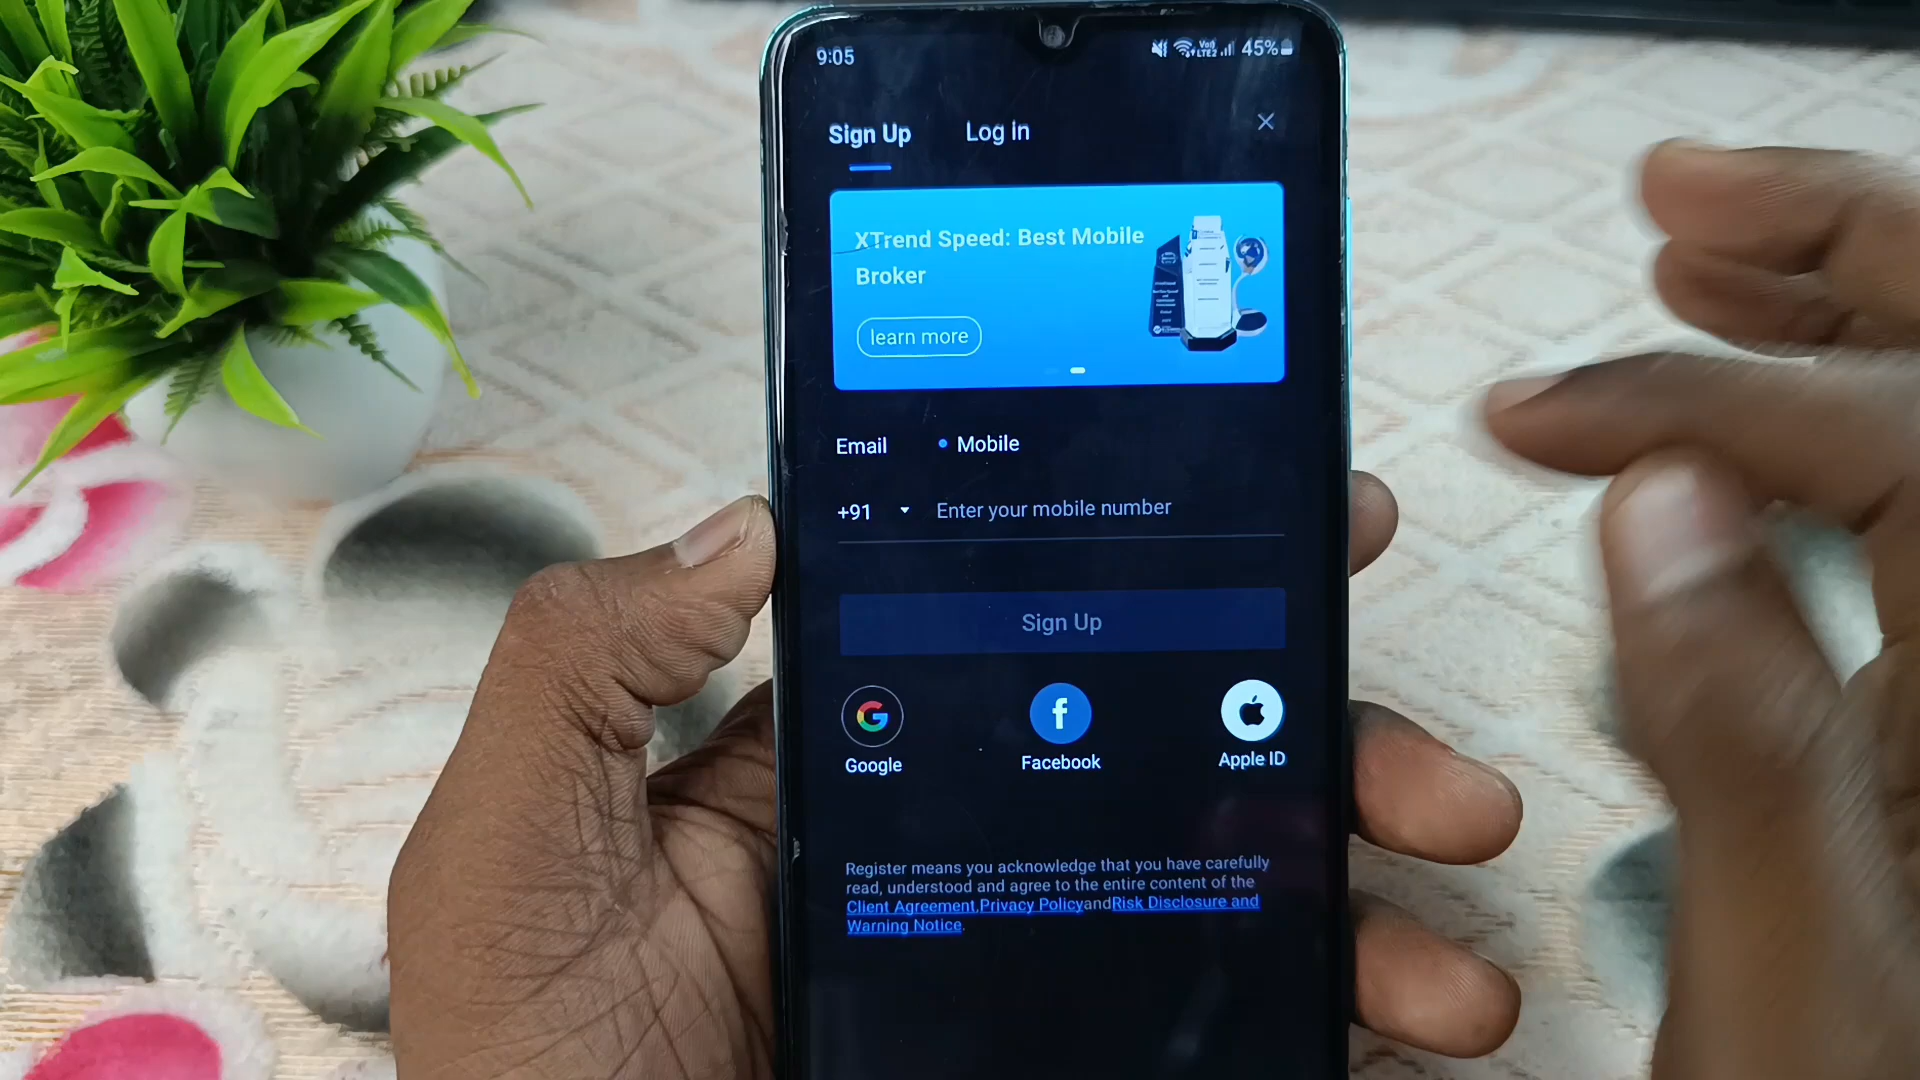 9:05
VoD
LTE2
45%
Sign Up
Log in
XTrend Speed: Best Mobile
Broker
learn more
Email
Mobile
+91
Enter your mobile number
Sign Up
Google
Facebook
Apple ID
Register means you acknowledge that you have carefully
read, understood and agree to the entire content of the
Client Agreement,Privacy PolicyandRisk Disclosure and
Warning Notice.